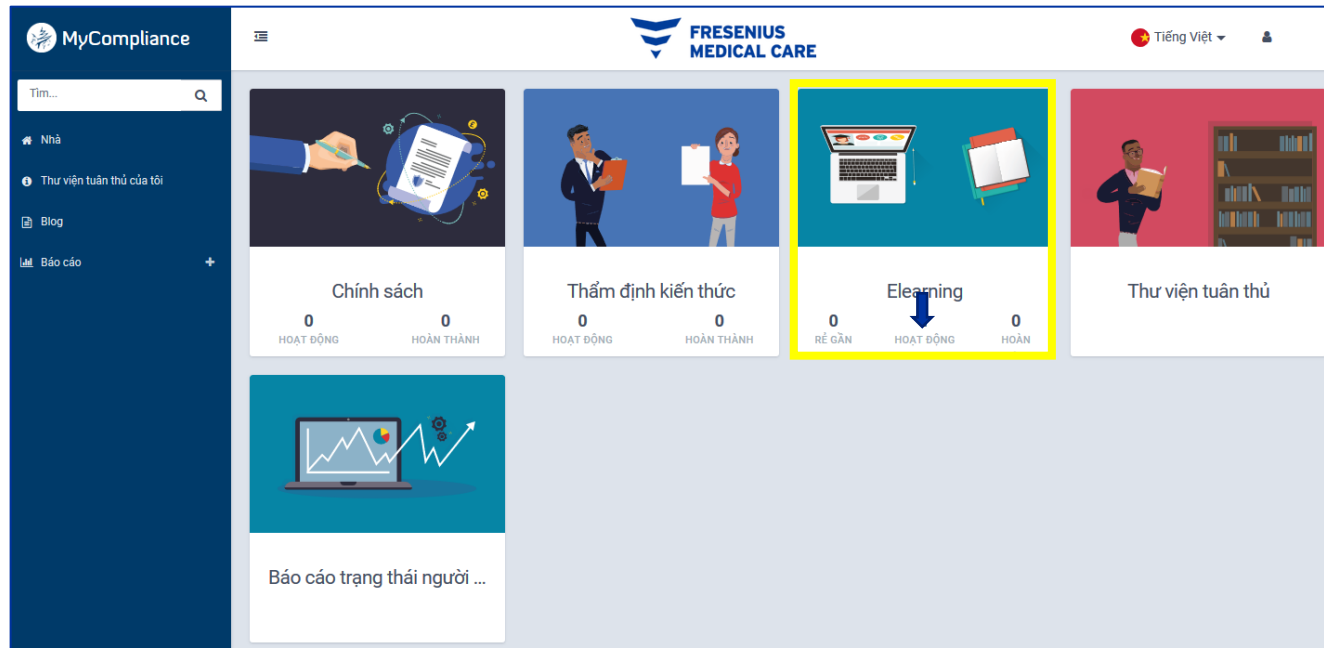 MyCompliance
FRESENIUS
MEDICAL CARE
Tiếng Việt
Tìm...
Nhà
Thư viện tuân thủ của tôi
Blog
Báo cáo
Chính sách
0 0
HOẠT ĐỘNG HOÀN THÀNH
Thẩm định kiến thức
0 0
HOẠT ĐỘNG HOÀN THÀNH
Elearning
0 0
RẺ GẦN HOẠT ĐỘNG HOÀN
Thư viện tuân thủ
Báo cáo trạng thái người ...